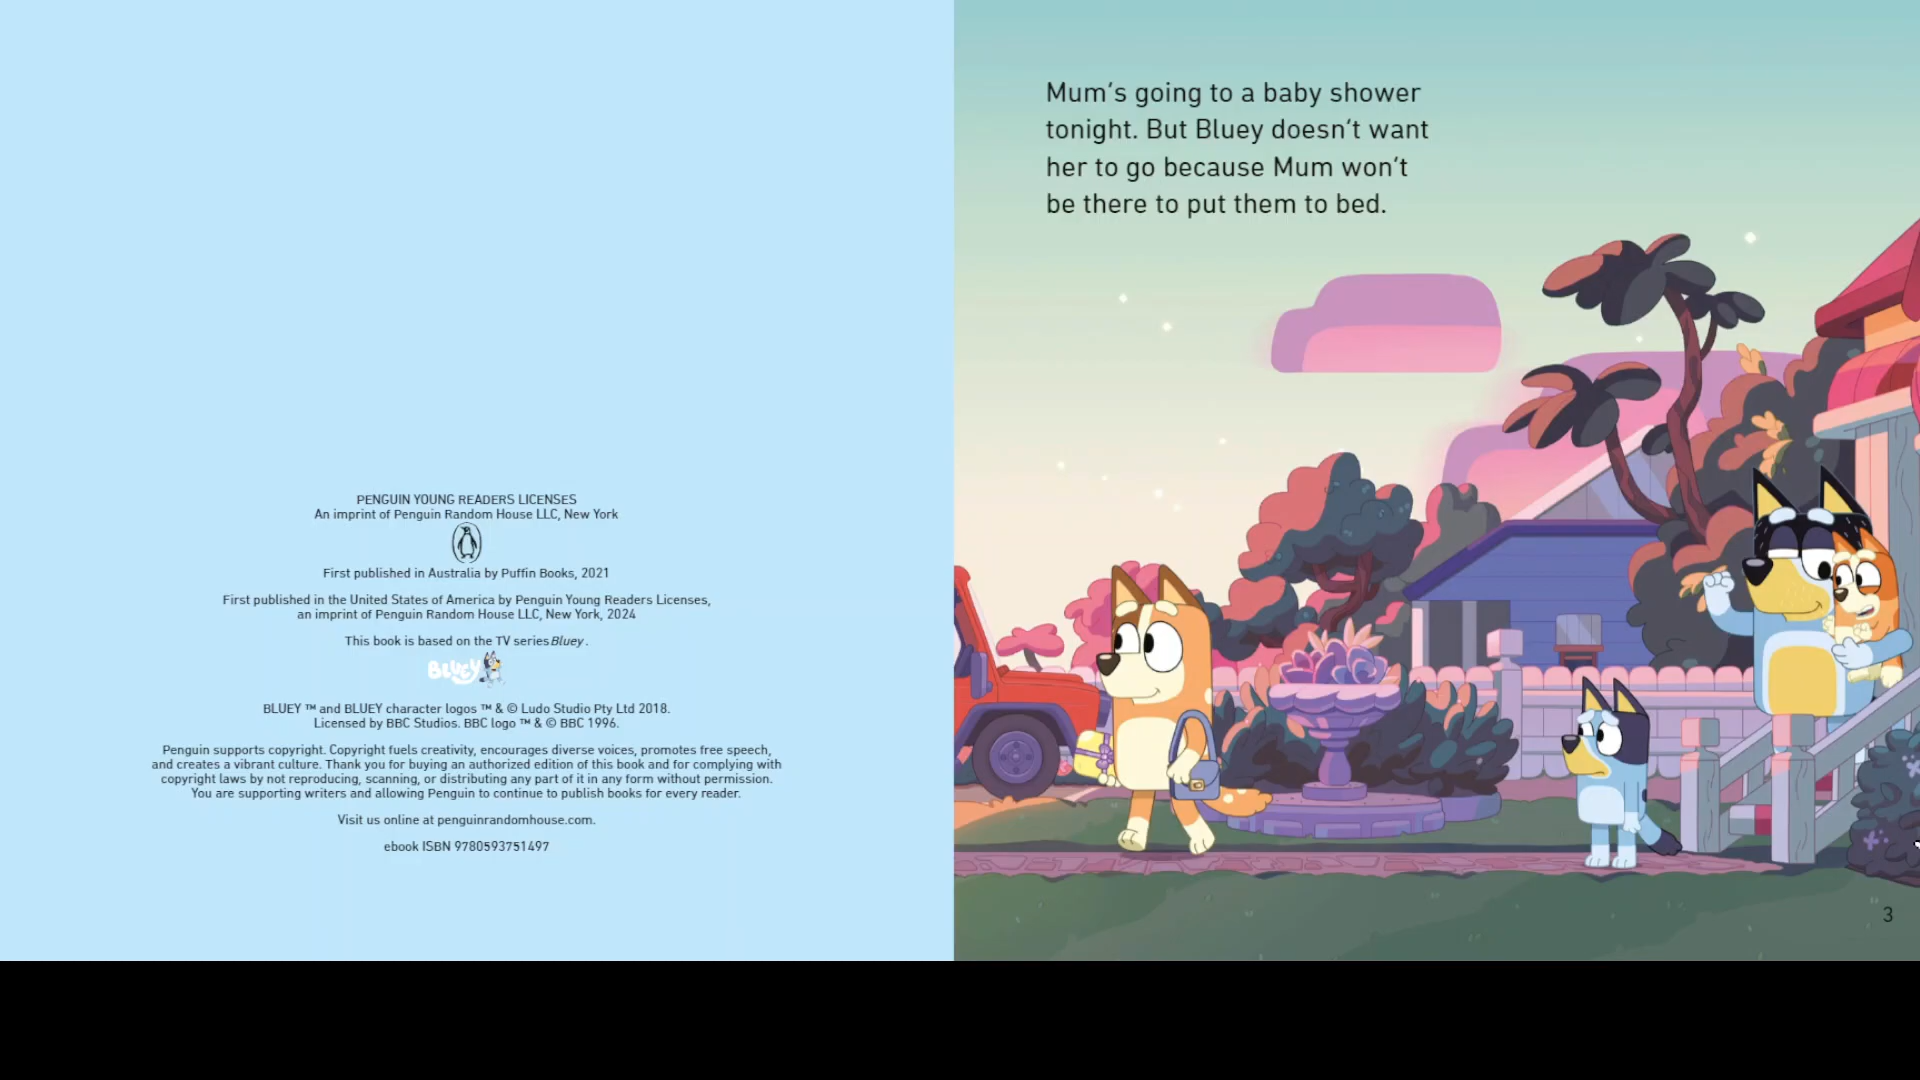 PENGUIN YOUNG READERS LICENSES
An imprint of Penguin Random House LLC, New York
First published in Australia by Puffin Books, 2021
First published in the United States of America by Penguin Young Readers Licenses,
an imprint of Penguin Random House LLC, New York, 2024
This book is based on the TV series Bluey.
BLUEY
BLUEY ™ and BLUEY character logos ™ & © Ludo Studio Pty Ltd 2018.
Licensed by BBC Studios. BBC logo ™ & © BBC 1996.
Penguin supports copyright. Copyright fuels creativity, encourages diverse voices, promotes free speech,
and creates a vibrant culture. Thank you for buying an authorized edition of this book and for complying with
copyright laws by not reproducing, scanning, or distributing any part of it in any form without permission.
You are supporting writers and allowing Penguin to continue to publish books for every reader.
Visit us online at penguinrandomhouse.com.
ebook ISBN 9780593751497
Mum's going to a baby shower
tonight. But Bluey doesn't want
her to go because Mum won't
be there to put them to bed.
3